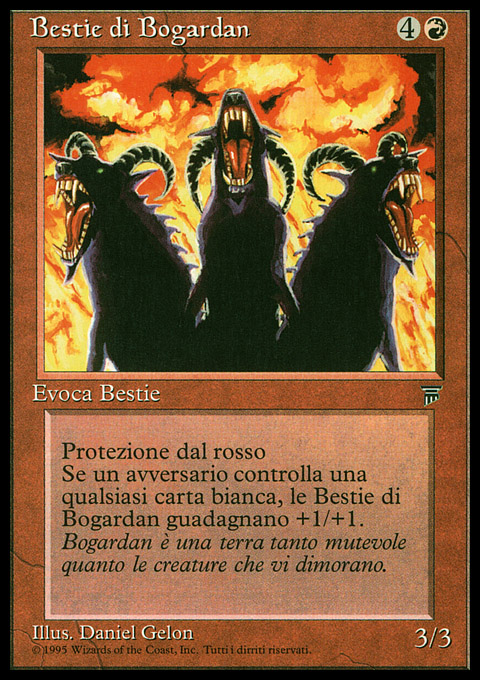 Bestie di Bogardan 4
Evoca Bestie
Protezione dal rosso
Se un avversario controlla una
qualsiasi carta bianca, le Bestie di
Bogardan guadagnano +1/+1.
Bogardan è una terra tanto mutevole
quanto le creature che vi dimorano.
Illus. Daniel Gelon
3/3
© 1995 Wizards of the Coast, Inc. Tutti i diritti riservati.